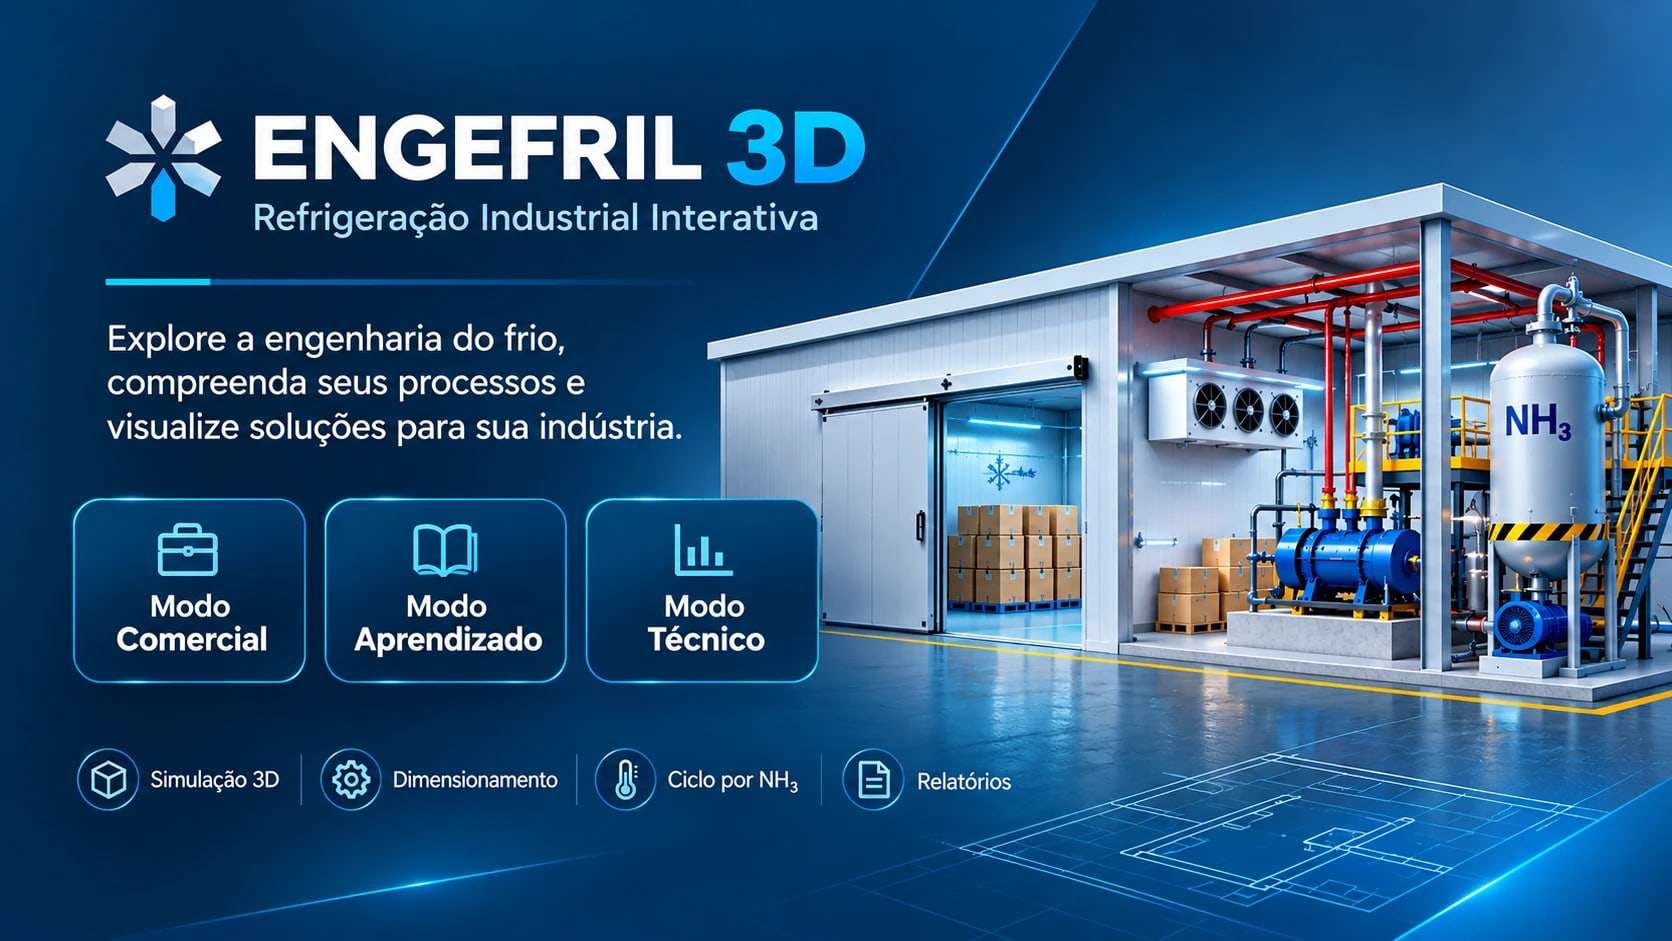 ENGEFRIL 3D
Refrigeração Industrial Interativa
Explore a engenharia do frio,
compreenda seus processos e
visualize soluções para sua indústria.
Modo
Comercial
Modo
Aprendizado
Modo
Técnico
Simulação 3D
Dimensionamento
Ciclo por NH₃
Relatórios
NH₃